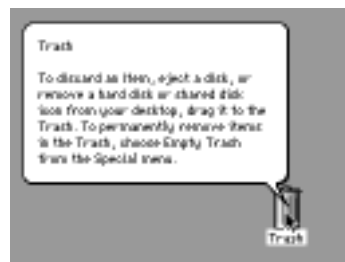 Trash
To discard an item, eject a disk, or
remove a hard disk or shared disk
icon from your desktop, drag it to the
Trash. To permanently remove items
in the Trash, choose Empty Trash
from the Special menu.
Trash